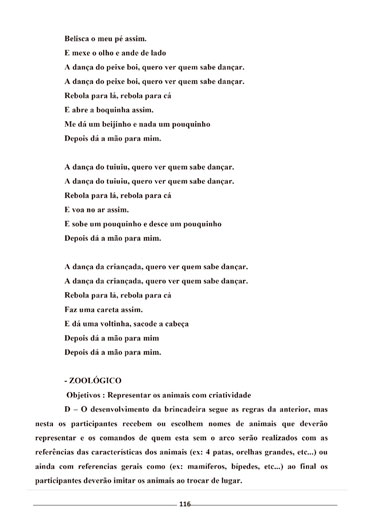 Belisca o meu pé assim.
E mexe o olho e ande de lado
A dança do peixe boi, quero ver quem sabe dançar.
A dança do peixe boi, quero ver quem sabe dançar.
Rebola para lá, rebola para cá
E abre a boquinha assim.
Me dá um beijinho e nada um pouquinho
Depois dá a mão para mim.
A dança do tuiuiu, quero ver quem sabe dançar.
A dança do tuiuiu, quero ver quem sabe dançar.
Rebola para lá, rebola para cá
E voa no ar assim.
E sobe um pouquinho e desce um pouquinho
Depois dá a mão para mim.
A dança da criançada, quero ver quem sabe dançar.
A dança da criançada, quero ver quem sabe dançar.
Rebola para lá, rebola para cá
Faz uma careta assim.
E dá uma voltinha, sacode a cabeça
Depois dá a mão para mim
Depois dá a mão para mim.
- ZOOLÓGICO
Objetivos : Representar os animais com criatividade
D – O desenvolvimento da brincadeira segue as regras da anterior, mas
nesta os participantes recebem ou escolhem nomes de animais que deverão
representar e os comandos de quem esta sem o arco serão realizados com as
referências das características dos animais (ex: 4 patas, orelhas grandes, etc...) ou
ainda com referencias gerais como (ex: mamíferos, bípedes, etc...) ao final os
participantes deverão imitar os animais ao trocar de lugar.
116